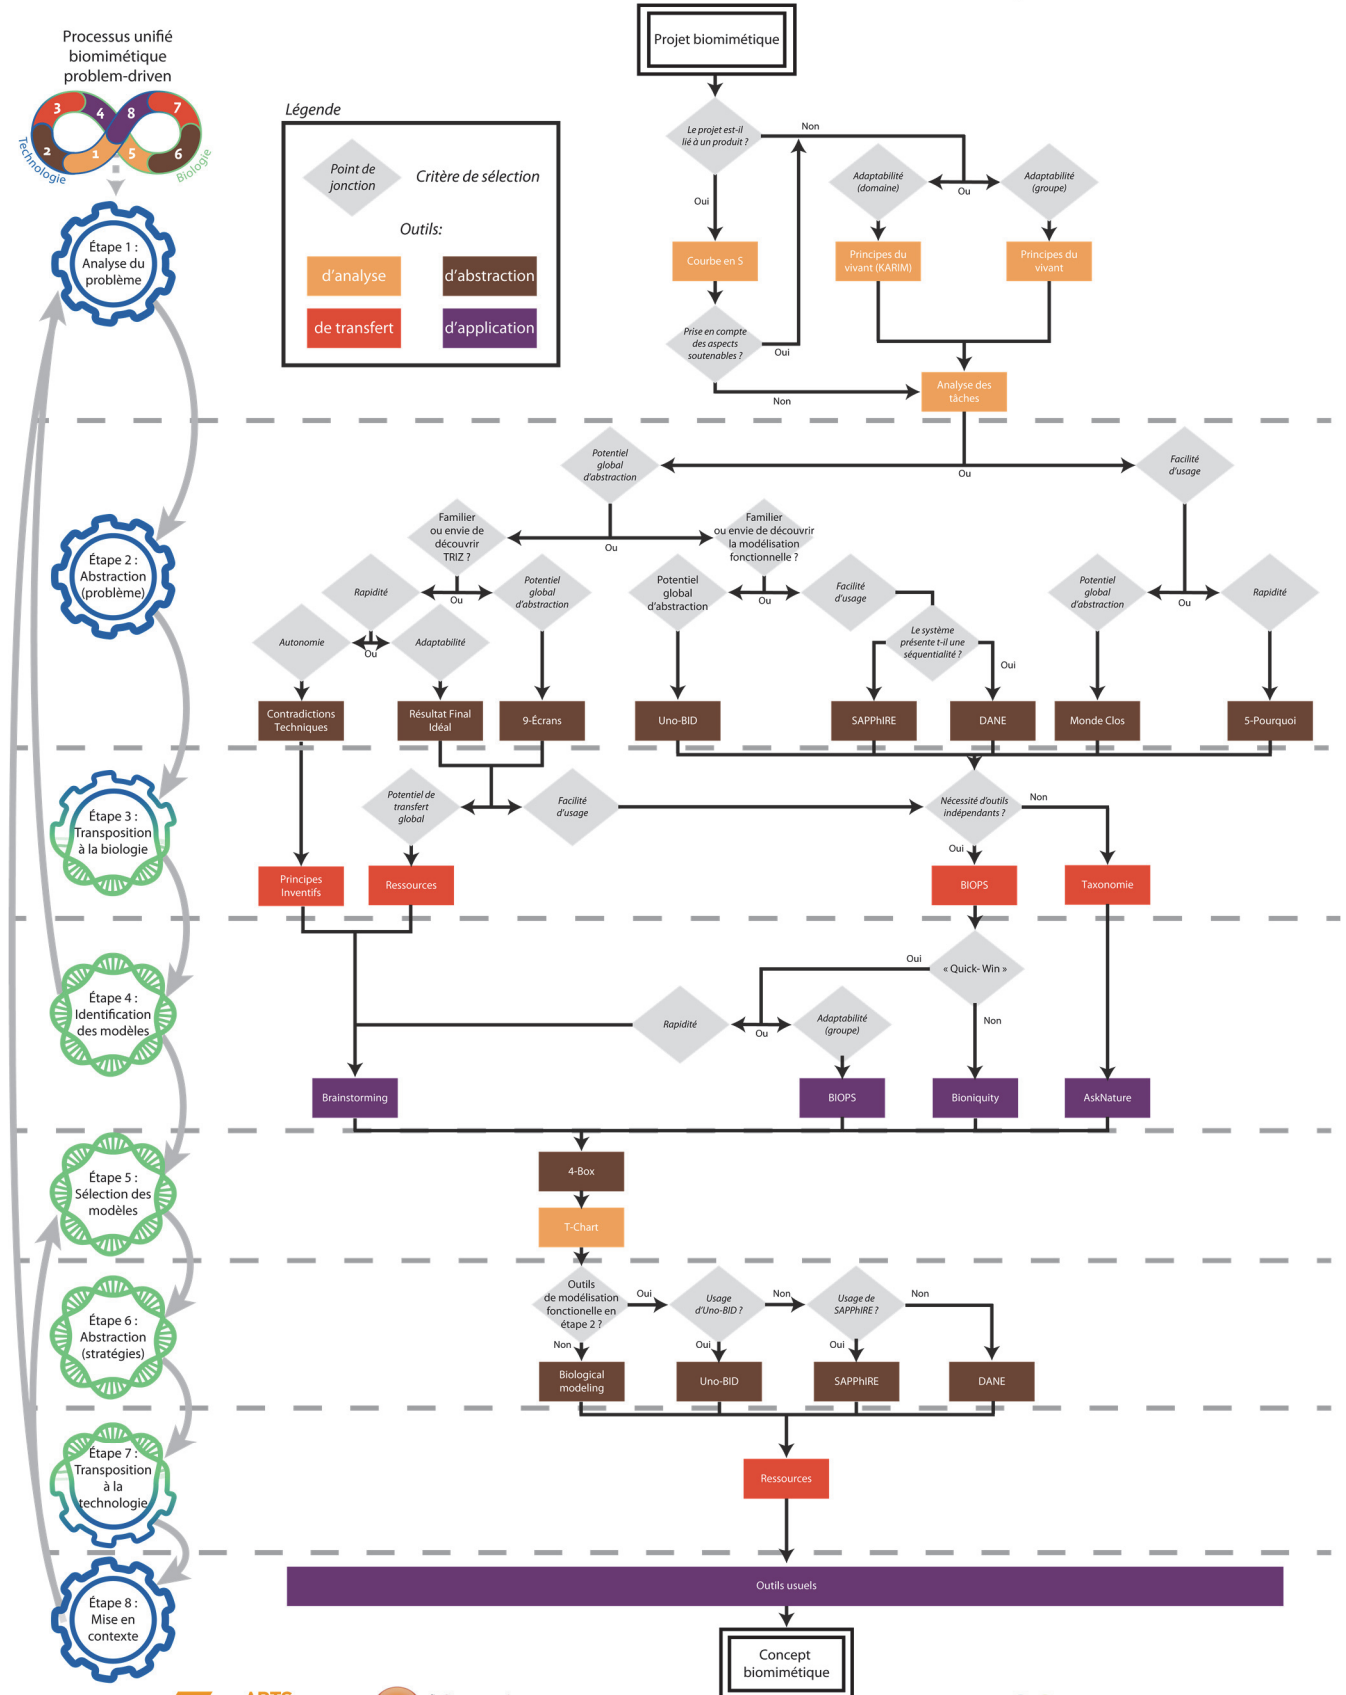 Processus unifié
biomimétique
problem-driven
3
4
8
7
2
1
5
6
Technologie
Biologie
Légende
Point de
jonction
Critère de sélection
Outils:
d'analyse
d'abstraction
de transfert
d'application
Projet biomimétique
Le projet est-il
lié à un produit ?
Non
Oui
Adaptabilité
(domaine)
Ou
Adaptabilité
(groupe)
Courbe en S
Principes du
vivant (KARIM)
Principes du
vivant
Prise en compte
des aspects
soutenables ?
Oui
Non
Analyse des
tâches
Étape 1 :
Analyse du
problème
Potentiel
global
d'abstraction
Ou
Facilité
d'usage
Familier
ou envie de
découvrir
TRIZ ?
Ou
Familier
ou envie de découvrir
la modélisation
fonctionnelle ?
Rapidité
Ou
Potentiel
global
d'abstraction
Potentiel
global
d'abstraction
Ou
Facilité
d'usage
Potentiel
global
d'abstraction
Ou
Rapidité
Autonomie
Ou
Adaptabilité
Le système
présente t-il une
séquentialité ?
Oui
Contradictions
Techniques
Résultat Final
Idéal
9-Écrans
Uno-BID
SAPPhIRE
DANE
Monde Clos
5-Pourquoi
Étape 2 :
Abstraction
(problème)
Potentiel de
transfert
global
Facilité
d'usage
Nécessité d'outils
indépendants ?
Non
Oui
Principes
Inventifs
Ressources
BIOPS
Taxonomie
Étape 3 :
Transposition
à la biologie
« Quick- Win »
Oui
Non
Rapidité
Ou
Adaptabilité
(groupe)
Brainstorming
BIOPS
Bioniquity
AskNature
Étape 4 :
Identification
des modèles
4-Box
T-Chart
Étape 5 :
Sélection des
modèles
Outils
de modélisation
fonctionelle en
étape 2 ?
Oui
Usage
d'Uno-BID ?
Non
Usage de
SAPPhIRE ?
Non
Non
Oui
Oui
Biological
modeling
Uno-BID
SAPPhIRE
DANE
Étape 6 :
Abstraction
(stratégies)
Ressources
Étape 7 :
Transposition
à la
technologie
Outils usuels
Étape 8 :
Mise en
contexte
Concept
biomimétique